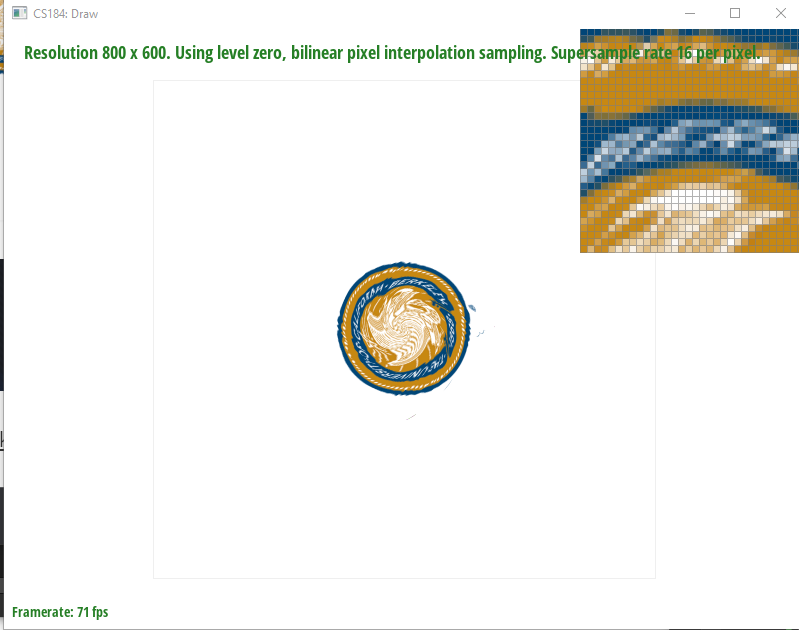 CS184: Draw
Resolution 800 x 600. Using level zero, bilinear pixel interpolation sampling. Supersample rate 16 per pixel.
BERKELEY
Framerate: 71 fps